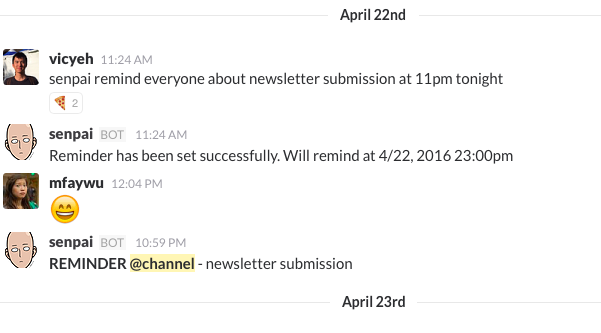 April 22nd
vicyeh 11:24 AM
senpai remind everyone about newsletter submission at 11pm tonight
2
senpai BOT 11:24 AM
Reminder has been set successfully. Will remind at 4/22, 2016 23:00pm
mfaywu 12:04 PM
senpai BOT 10:59 PM
REMINDER @channel - newsletter submission
April 23rd